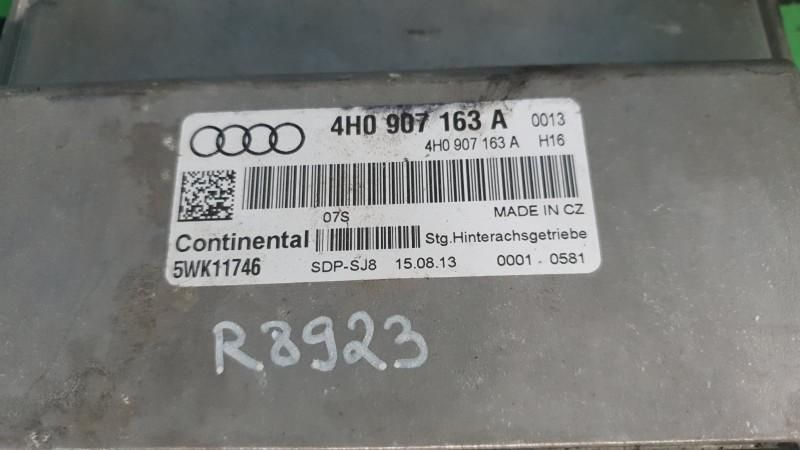 4H0 907 163 A 0013
4H0 907 163 A H16
07S MADE IN CZ
Continental Stg.Hinterachsgetriebe
5WK11746 SDP-SJ8 15.08.13 0001 - 0581
R8923